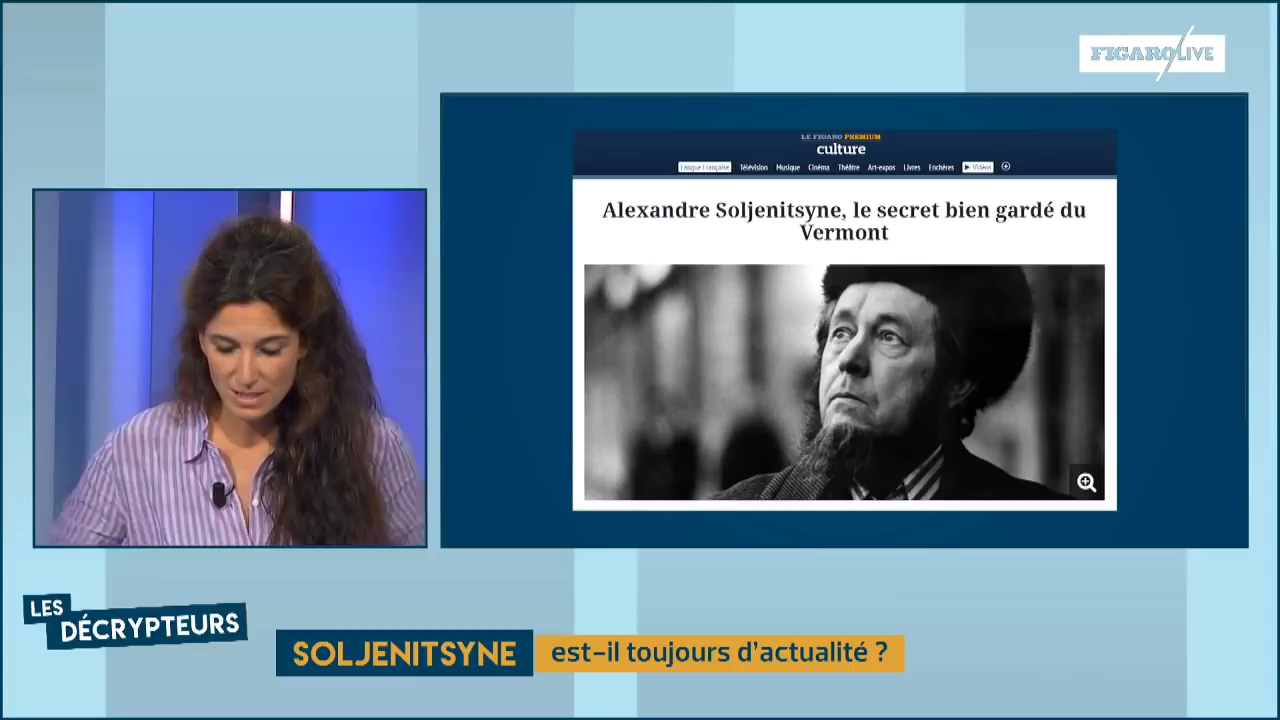 FIGARO LIVE
LE FIGARO PREMIUM
culture
Langue Française Télévision Musique Cinéma Théâtre Art-expos Livres Enchères Vidéos
Alexandre Soljenitsyne, le secret bien gardé du
Vermont
LES
DÉCRYPTEURS
SOLJENITSYNE est-il toujours d'actualité ?